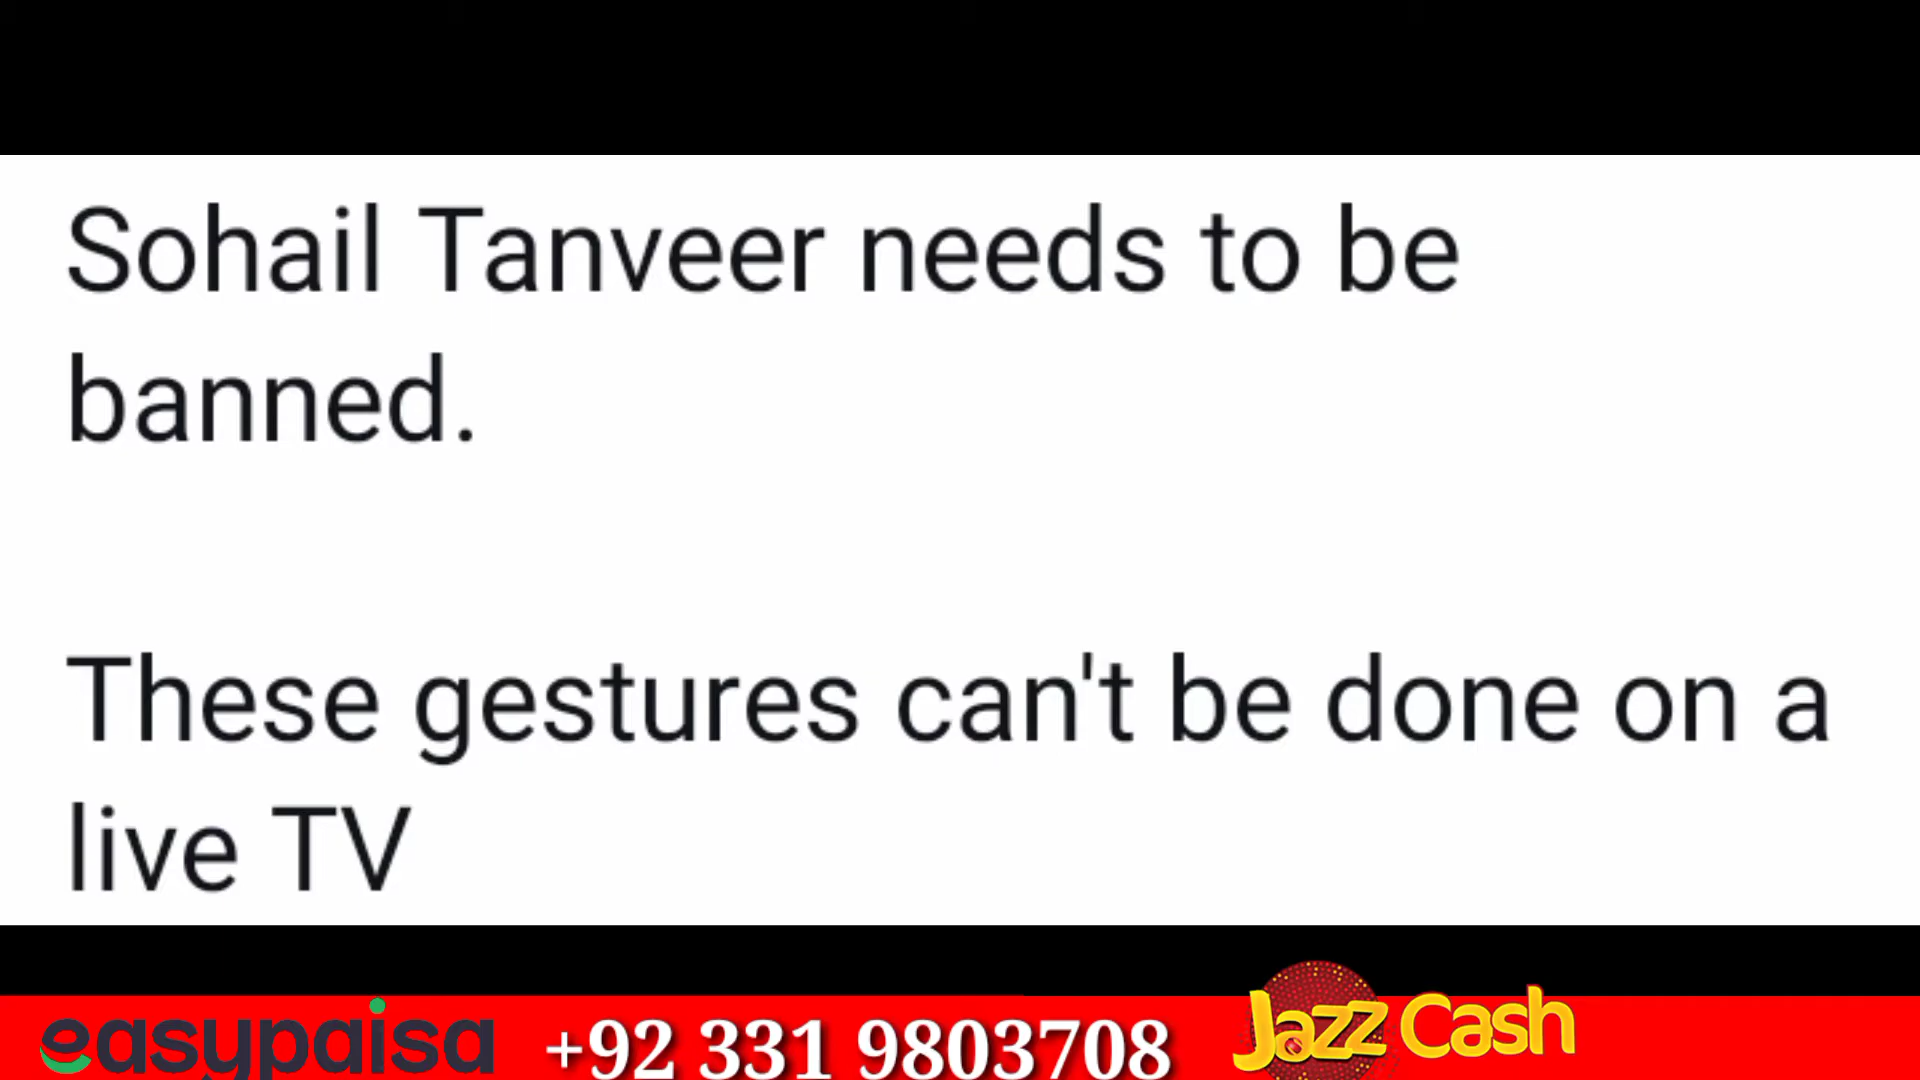 Sohail Tanveer needs to be
banned.
These gestures can't be done on a
live TV
easypaisa +92 331 9803708 Jazz Cash